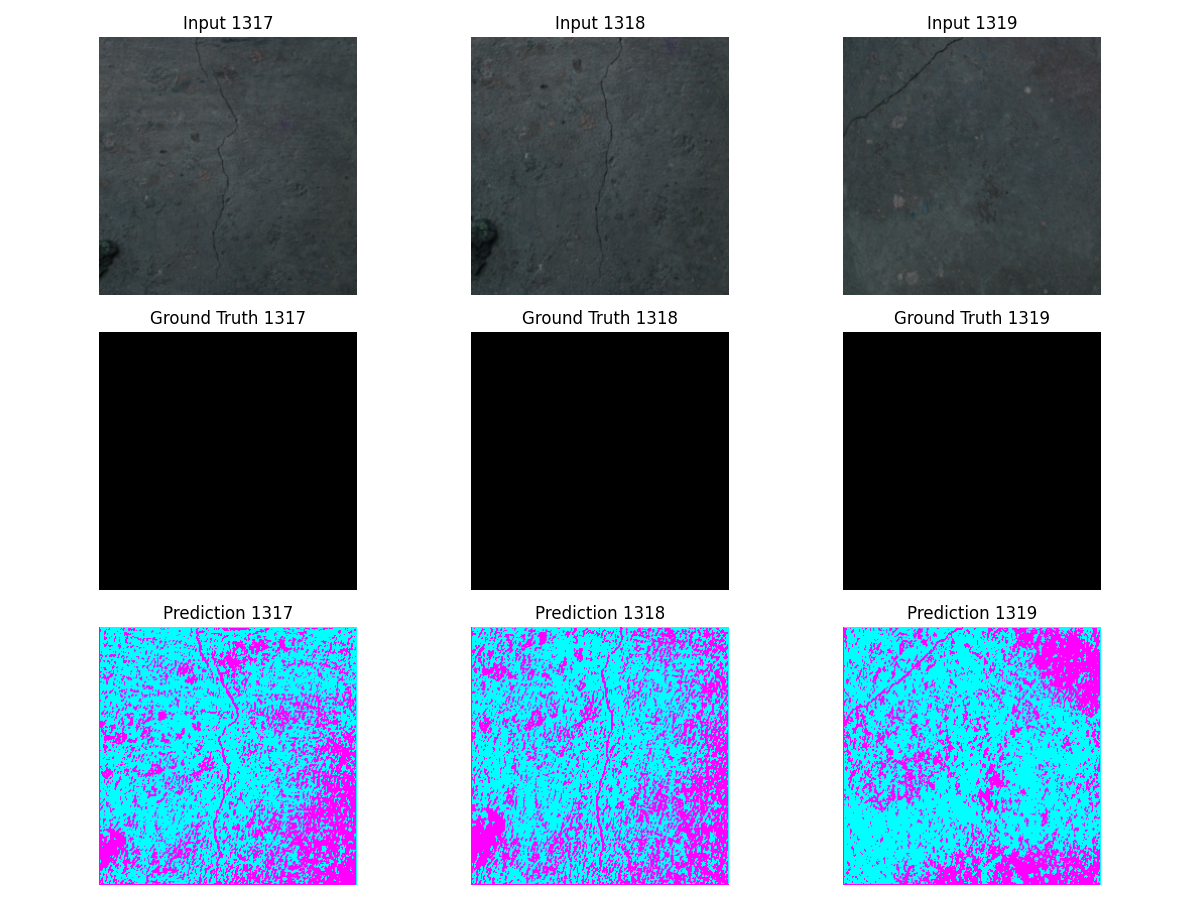 Input 1317
Input 1318
Input 1319
Ground Truth 1317
Ground Truth 1318
Ground Truth 1319
Prediction 1317
Prediction 1318
Prediction 1319